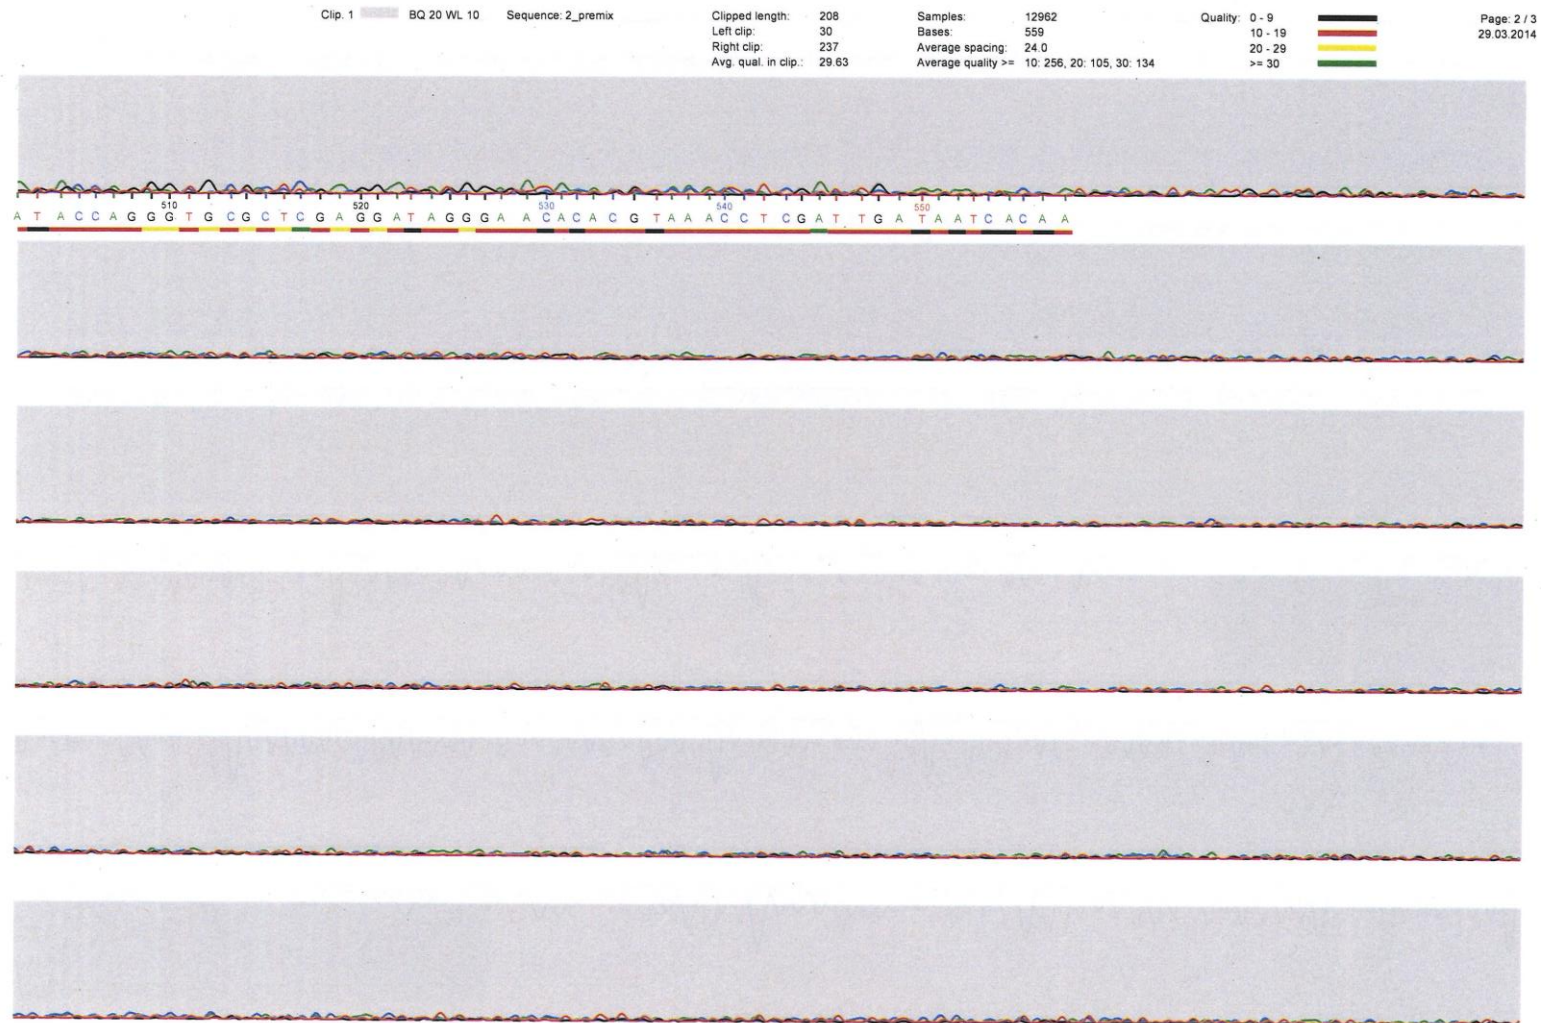 Clip. 1 BQ 20 WL 10 Sequence: 2_premix Clipped length: 208 Samples: 12962 Quality: 0 - 9 Page: 2 / 3
Left clip: 30 Bases: 559 10 - 19 29.03.2014
Right clip: 237 Average spacing: 24.0 20 - 29
Avg. qual. in clip.: 29.63 Average quality >= 10: 256, 20: 105, 30: 134 >= 30
510 520 530 540 550
A T A C C A G G G T G C G C T C G A G G A T A G G G A A C A C A C G T A A A C C T C G A T T G A T A A T C A C A A